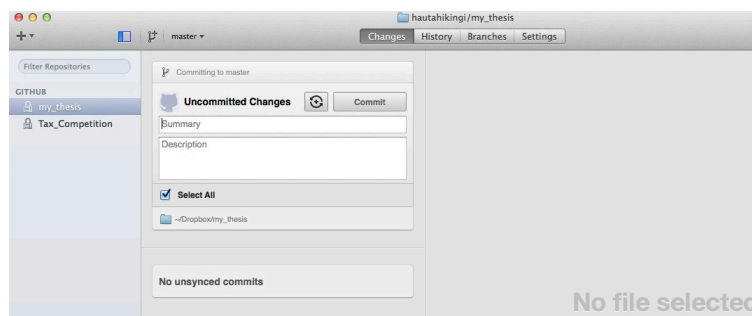 hautahikingi/my_thesis
master
Changes History Branches Settings
Filter Repositories
GITHUB
my_thesis
Tax_Competition
Committing to master
Uncommitted Changes
Commit
Summary
Description
Select All
~/Dropbox/my_thesis
No unsynced commits
No file selected